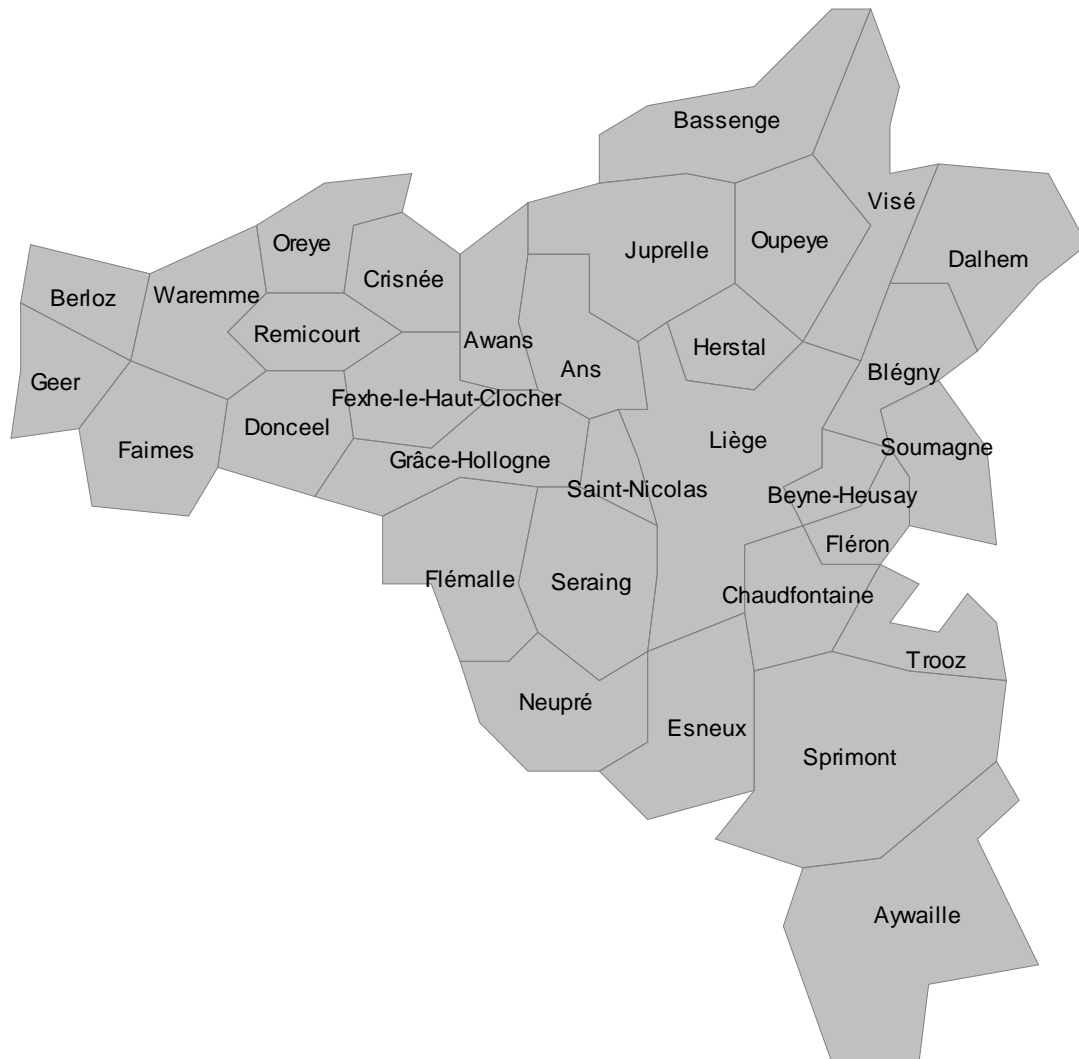 Bassenge
Visé
Oreye
Juprelle
Oupeye
Dalhem
Crisnée
Berloz
Waremme
Remicourt
Awans
Herstal
Geer
Ans
Blégny
Fexhe-le-Haut-Clocher
Donceel
Liège
Faimes
Soumagne
Grâce-Hollogne
Saint-Nicolas
Beyne-Heusay
Fléron
Flémalle
Seraing
Chaudfontaine
Trooz
Neupré
Esneux
Sprimont
Aywaille